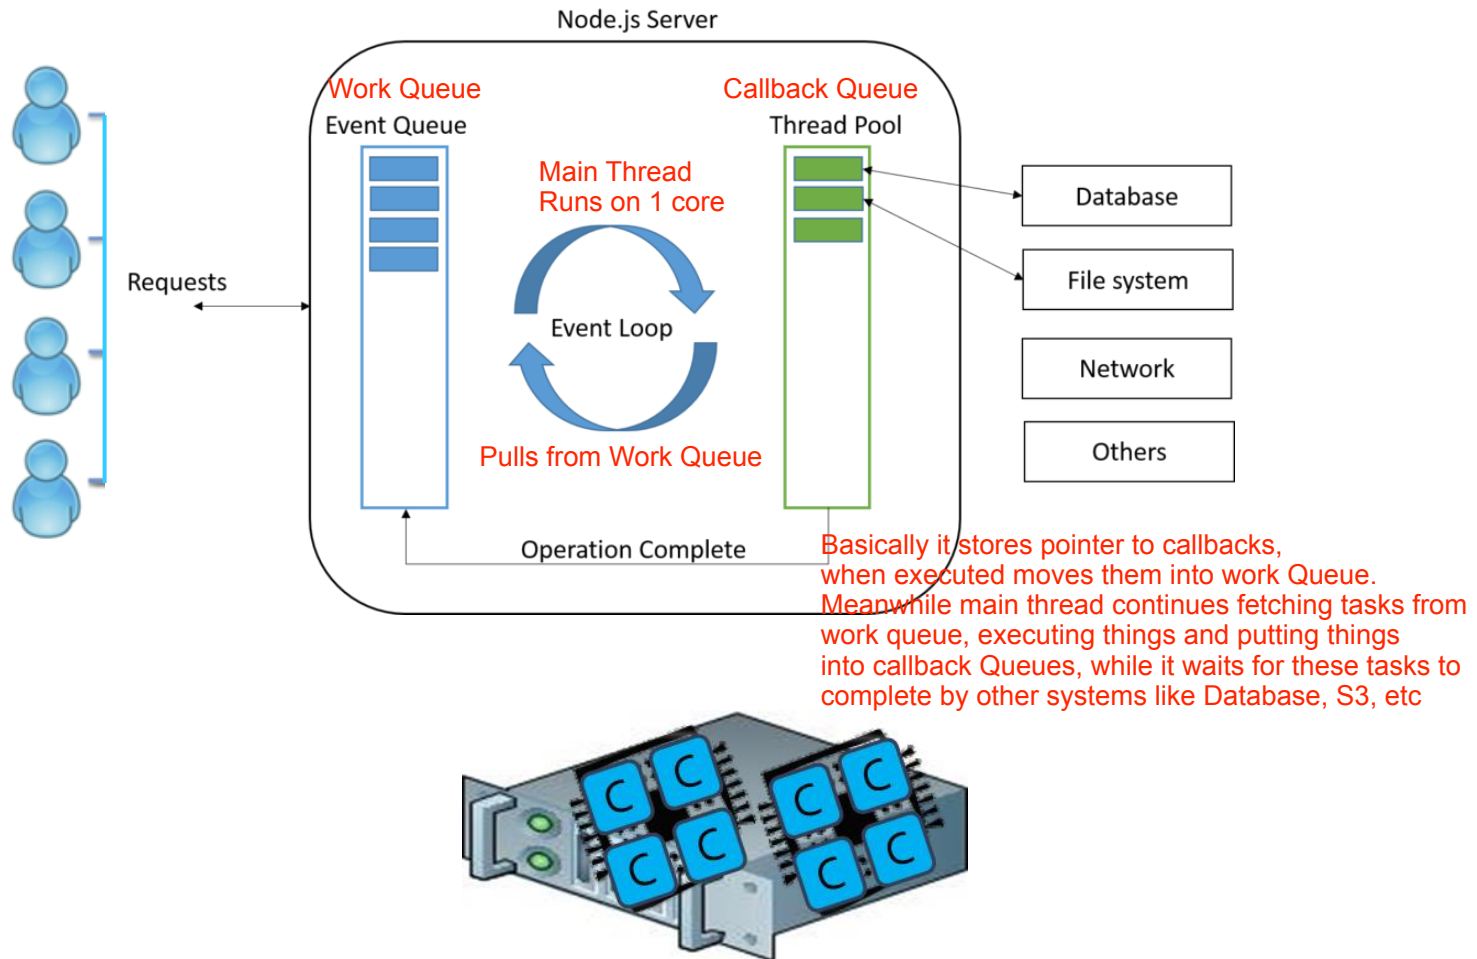 Node.js Server
Work Queue
Callback Queue
Event Queue
Thread Pool
Main Thread
Runs on 1 core
Database
Requests
File system
Event Loop
Network
Pulls from Work Queue
Others
Operation Complete
Basically it stores pointer to callbacks,
when executed moves them into work Queue.
Meanwhile main thread continues fetching tasks from
work queue, executing things and putting things
into callback Queues, while it waits for these tasks to
complete by other systems like Database, S3, etc
C C C C
C C C C